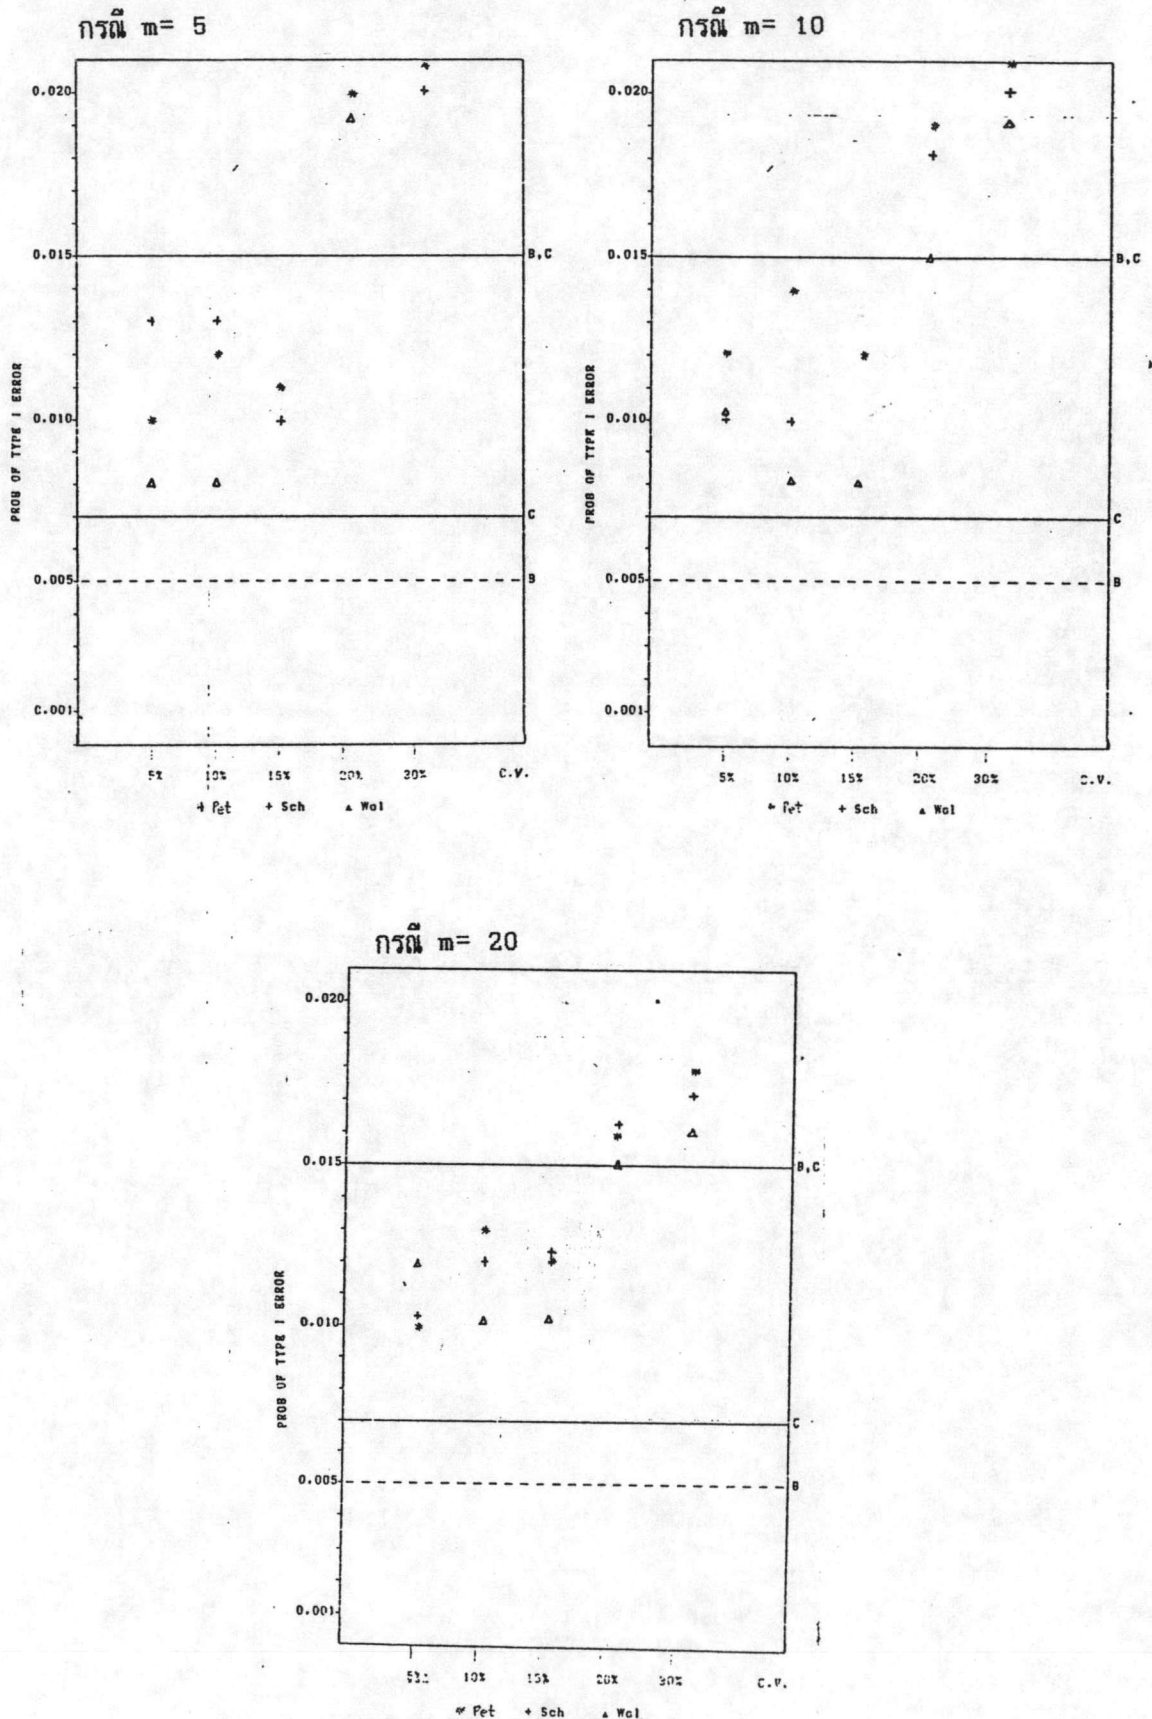 กรณี m= 5
0.020
0.015
0.010
0.005
0.001
PROB OF TYPE I ERROR
B,C
C
B
5% 10% 15% 20% 30% C.V.
+ Pet + Sch ▵ Wal
กรณี m= 10
0.020
0.015
0.010
0.005
0.001
PROB OF TYPE I ERROR
B,C
C
B
5% 10% 15% 20% 30% C.V.
* Pet + Sch ▵ Wal
กรณี m= 20
0.020
0.015
0.010
0.005
0.001
PROB OF TYPE I ERROR
B,C
C
B
5% 10% 15% 20% 30% C.V.
* Pet + Sch ▵ Wal